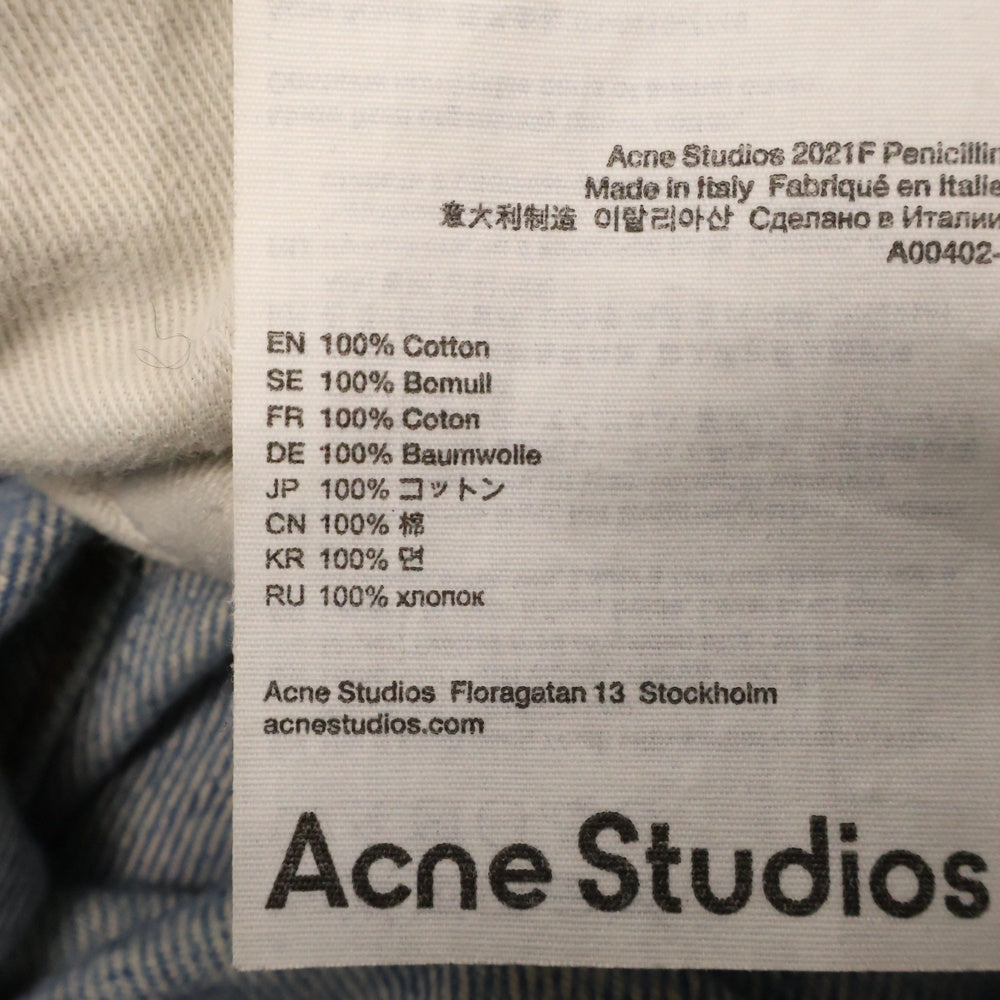 Acne Studios 2021F Penicillin
Made in Italy Fabriqué en Italie
意大利制造 이탈리아산 Сделано в Италии
A00402-
EN 100% Cotton
SE 100% Bomull
FR 100% Coton
DE 100% Baumwolle
JP 100% コットン
CN 100% 棉
KR 100% 면
RU 100% хлопок
Acne Studios Floragatan 13 Stockholm
acnestudios.com
Acne Studios